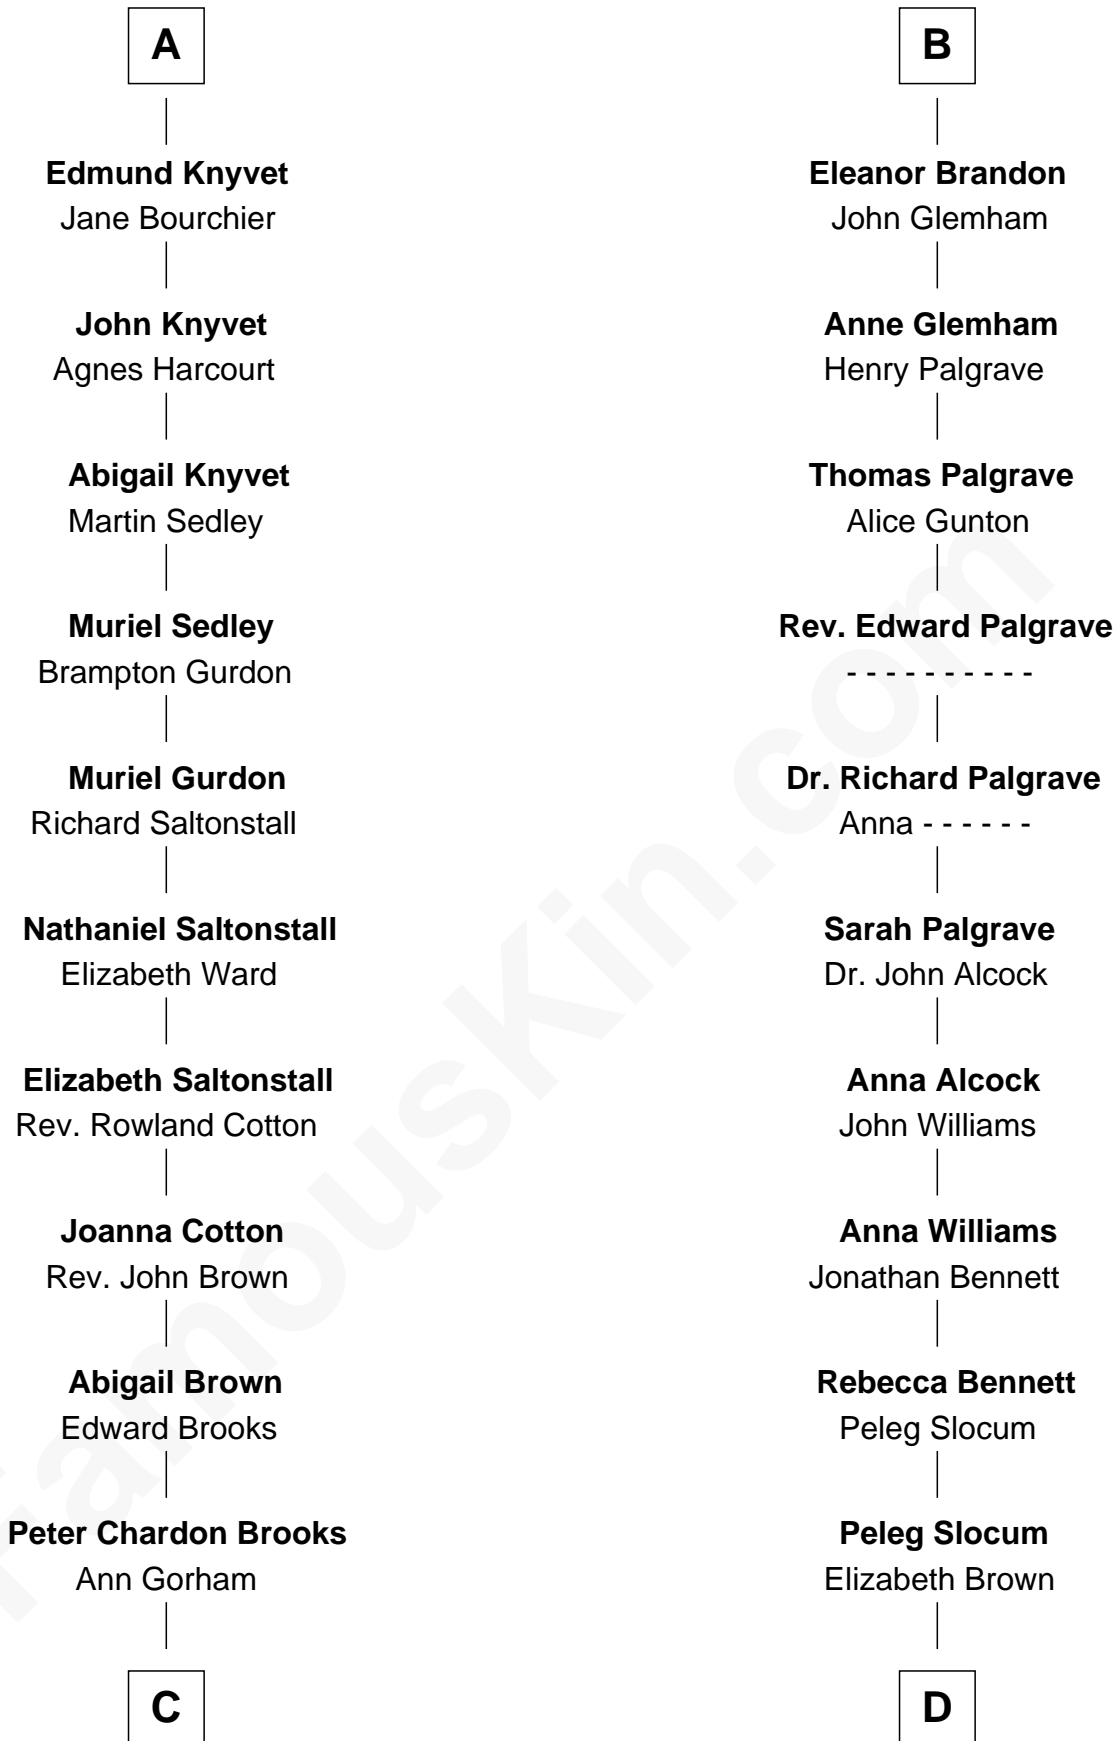 A
B
Edmund Knyvet
Jane Bourchier
Eleanor Brandon
John Glemham
John Knyvet
Agnes Harcourt
Anne Glemham
Henry Palgrave
Abigail Knyvet
Martin Sedley
Thomas Palgrave
Alice Gunton
Muriel Sedley
Brampton Gurdon
Rev. Edward Palgrave
- - - - - - - - - -
Muriel Gurdon
Richard Saltonstall
Dr. Richard Palgrave
Anna - - - - - -
Nathaniel Saltonstall
Elizabeth Ward
Sarah Palgrave
Dr. John Alcock
Elizabeth Saltonstall
Rev. Rowland Cotton
Anna Alcock
John Williams
Joanna Cotton
Rev. John Brown
Anna Williams
Jonathan Bennett
Abigail Brown
Edward Brooks
Rebecca Bennett
Peleg Slocum
Peter Chardon Brooks
Ann Gorham
Peleg Slocum
Elizabeth Brown
C
D
FamousKin.com